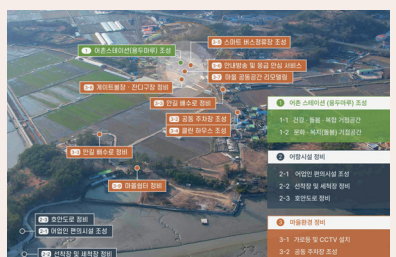 1 어촌스테이션(용두마루) 조성
3-5 스마트 버스정류장 조성
3-6 안내방송 및 응급 안심 서비스
3-7 마을 공동공간 리모델링
3-8 게이트볼장 · 잔디구장 정비
3-3 안길 배수로 정비
3-2 공동 주차장 조성
3-4 클린 하우스 조성
3-3 안길 배수로 정비
3-9 마을쉼터 정비
2-3 호안도로 정비
2-1 어업인 편의시설 조성
2-2 선착장 및 세척장 정비
1 어촌 스테이션 (용두마루) 조성
1-1 건강 · 돌봄 · 복합 거점공간
1-2 문화 · 복지(돌봄) 거점공간
2 어항시설 정비
2-1 어업인 편의시설 조성
2-2 선착장 및 세척장 정비
2-3 호안도로 정비
3 마을환경 정비
3-1 가로등 및 CCTV 설치
3-2 공동 주차장 조성